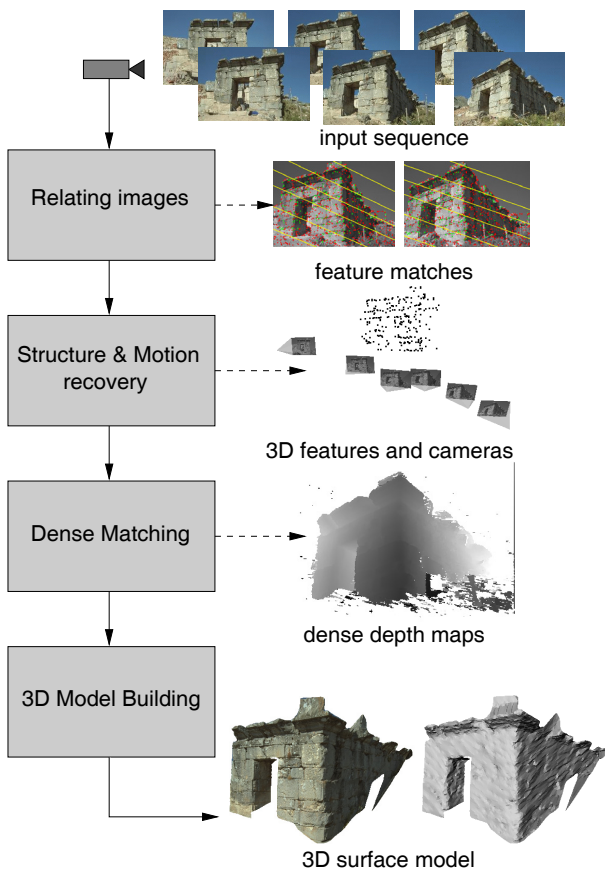 input sequence
Relating images
feature matches
Structure & Motion
recovery
3D features and cameras
Dense Matching
dense depth maps
3D Model Building
3D surface model